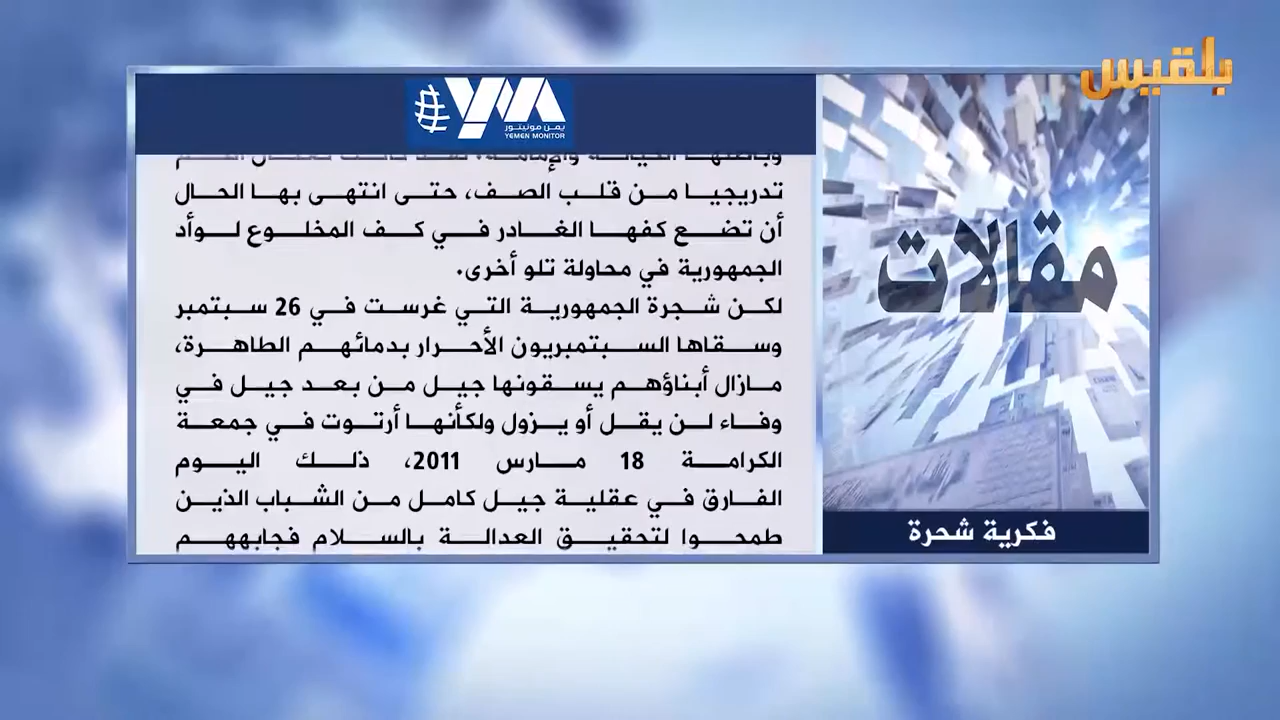 بلقيس
YM
يمن مونيتور
YEMEN MONITOR
تدريجيا من قلب الصف، حتى انتهى بها الحال
أن تضع كفها الغادر في كف المخلوع لوأد
الجمهورية في محاولة تلو أخرى.
لكن شجرة الجمهورية التي غرست في 26 سبتمبر
وسقاها السبتمبريون الأحرار بدمائهم الطاهرة،
مازال أبناؤهم يسقونها جيل من بعد جيل في
وفاء لن يقل أو يزول ولكأنها أرتوت في جمعة
الكرامة 18 مارس 2011، ذلك اليوم
الفارق في عقلية جيل كامل من الشباب الذين
طمحوا لتحقيق العدالة بالسلام فجابههم
مقالات
فكرية شحرة